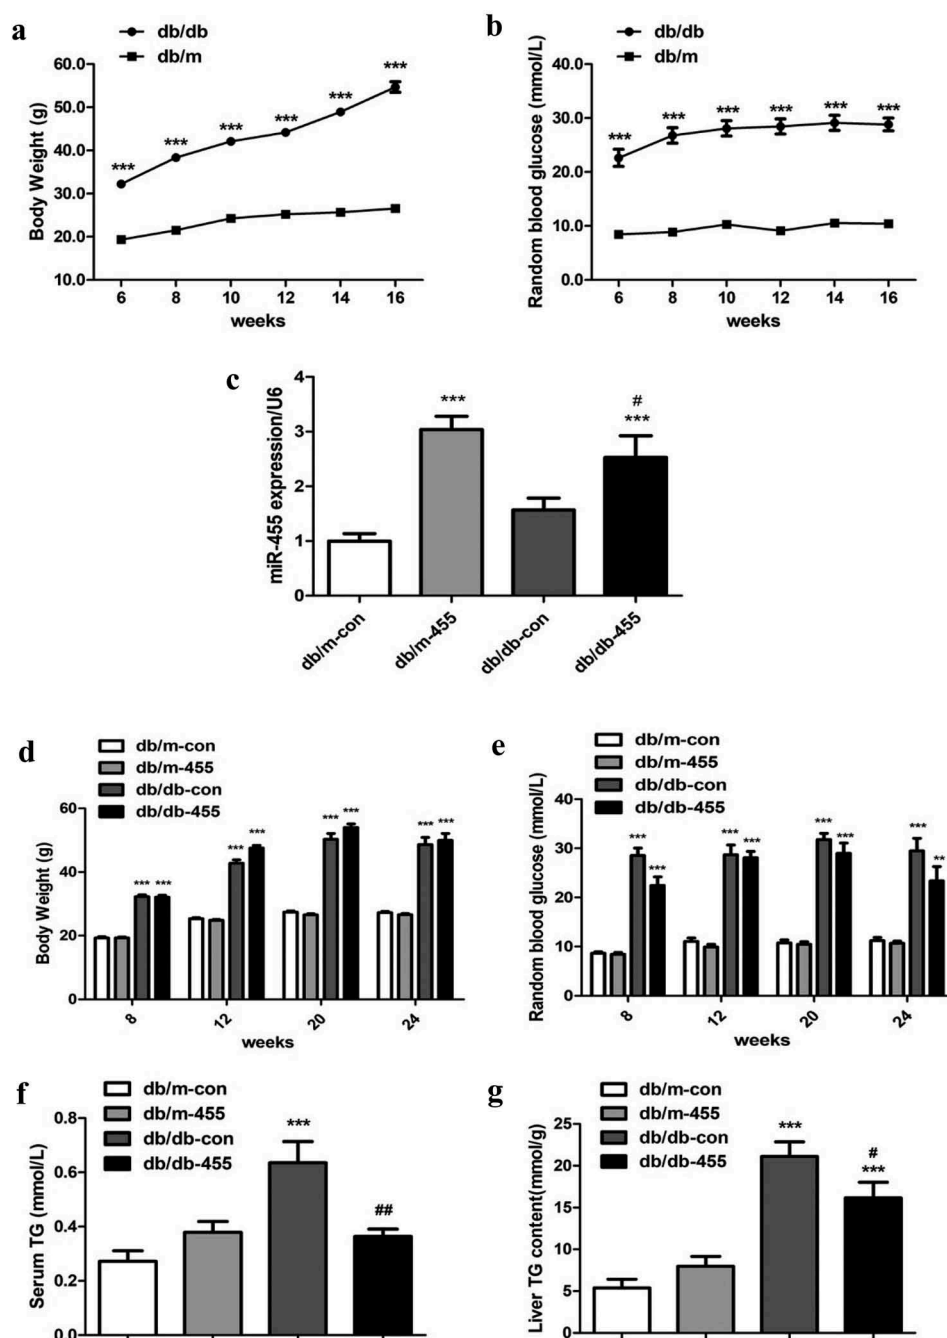 a
db/db
db/m
Body Weight (g)
60.0
50.0
40.0
30.0
20.0
10.0
***
***
***
***
***
***
6 8 10 12 14 16
weeks
b
db/db
db/m
Random blood glucose (mmol/L)
40.0
30.0
20.0
10.0
0.0
***
***
***
***
***
***
6 8 10 12 14 16
weeks
c
miR-455 expression/U6
4
3
2
1
0
***
#
***
db/m-con
db/m-455
db/db-con
db/db-455
d
db/m-con
db/m-455
db/db-con
db/db-455
Body Weight (g)
60
40
20
0
*** ***
*** ***
*** ***
*** ***
8 12 20 24
weeks
e
db/m-con
db/m-455
db/db-con
db/db-455
Random blood glucose (mmol/L)
40
30
20
10
0
*** ***
*** ***
*** ***
*** **
8 12 20 24
weeks
f
db/m-con
db/m-455
db/db-con
db/db-455
Serum TG (mmol/L)
0.8
0.6
0.4
0.2
0.0
***
##
g
db/m-con
db/m-455
db/db-con
db/db-455
Liver TG content(mmol/g)
25
20
15
10
5
0
***
#
***